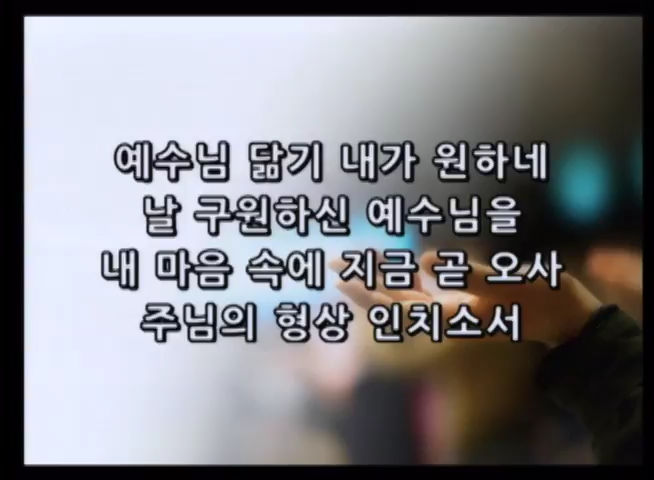 예수님 닮기 내가 원하네
날 구원하신 예수님을
내 마음 속에 지금 곧 오사
주님의 형상 인치소서